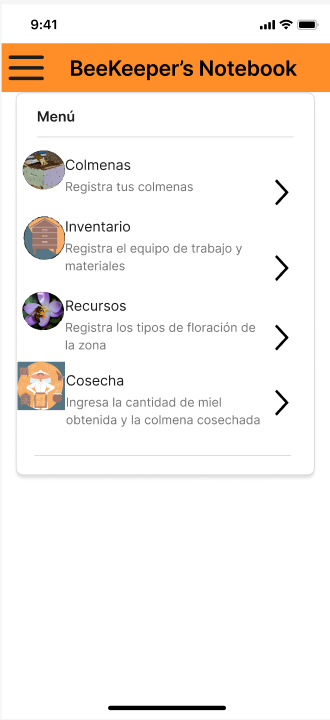 9:41
BeeKeeper's Notebook
Menú
Colmenas
Registra tus colmenas
Inventario
Registra el equipo de trabajo y
materiales
Recursos
Registra los tipos de floración de
la zona
Cosecha
Ingresa la cantidad de miel
obtenida y la colmena cosechada